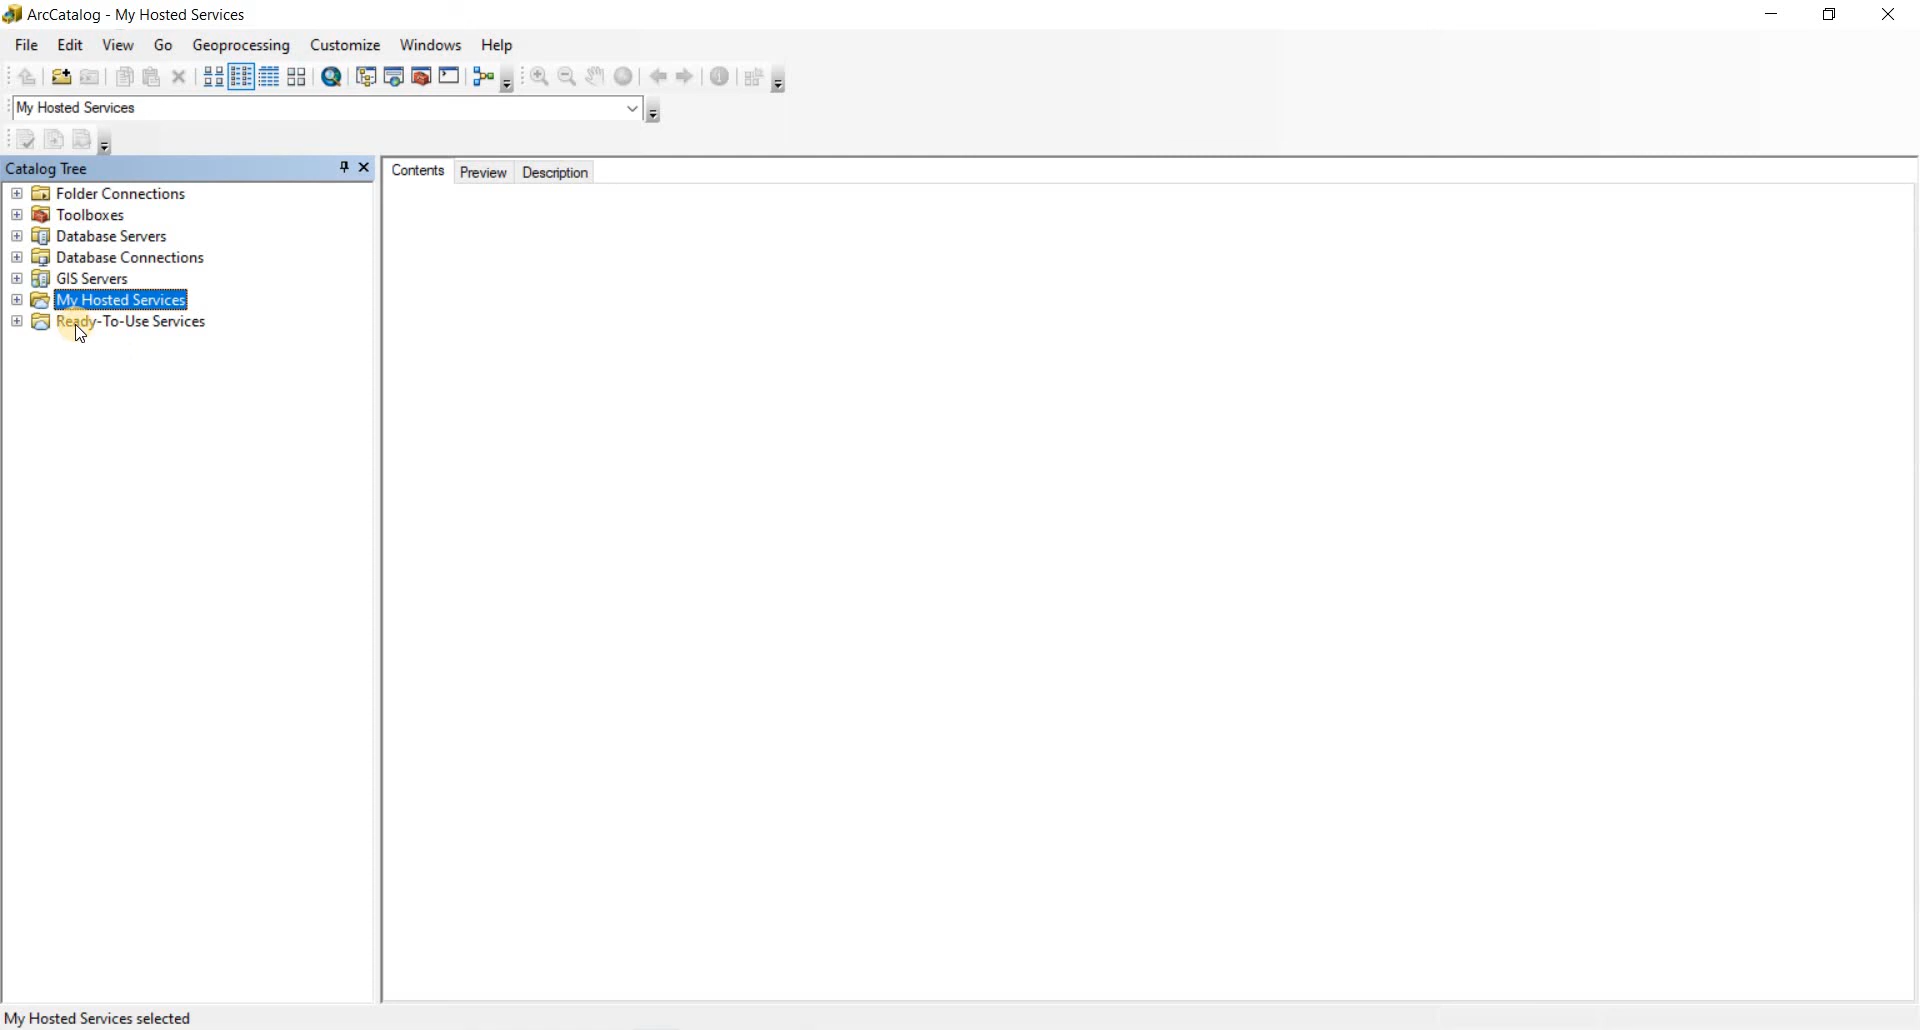 ArcCatalog - My Hosted Services
File Edit View Go Geoprocessing Customize Windows Help
My Hosted Services
Catalog Tree
Contents Preview Description
Folder Connections
Toolboxes
Database Servers
Database Connections
GIS Servers
My Hosted Services
Ready-To-Use Services
My Hosted Services selected